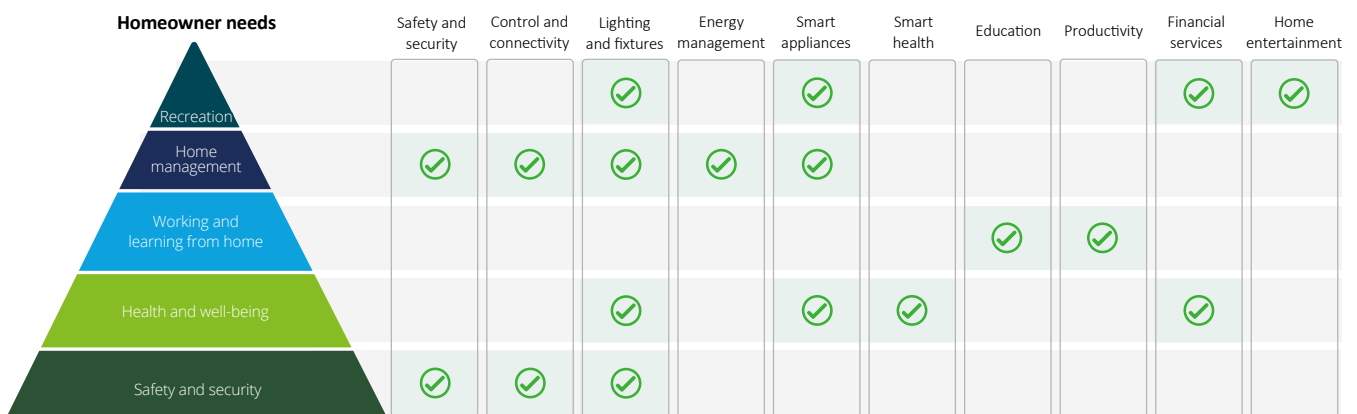 Homeowner needs
Safety and
security
Control and
connectivity
Lighting
and fixtures
Energy
management
Smart
appliances
Smart
health
Education
Productivity
Financial
services
Home
entertainment
Recreation
Home
management
Working and
learning from home
Health and well-being
Safety and security